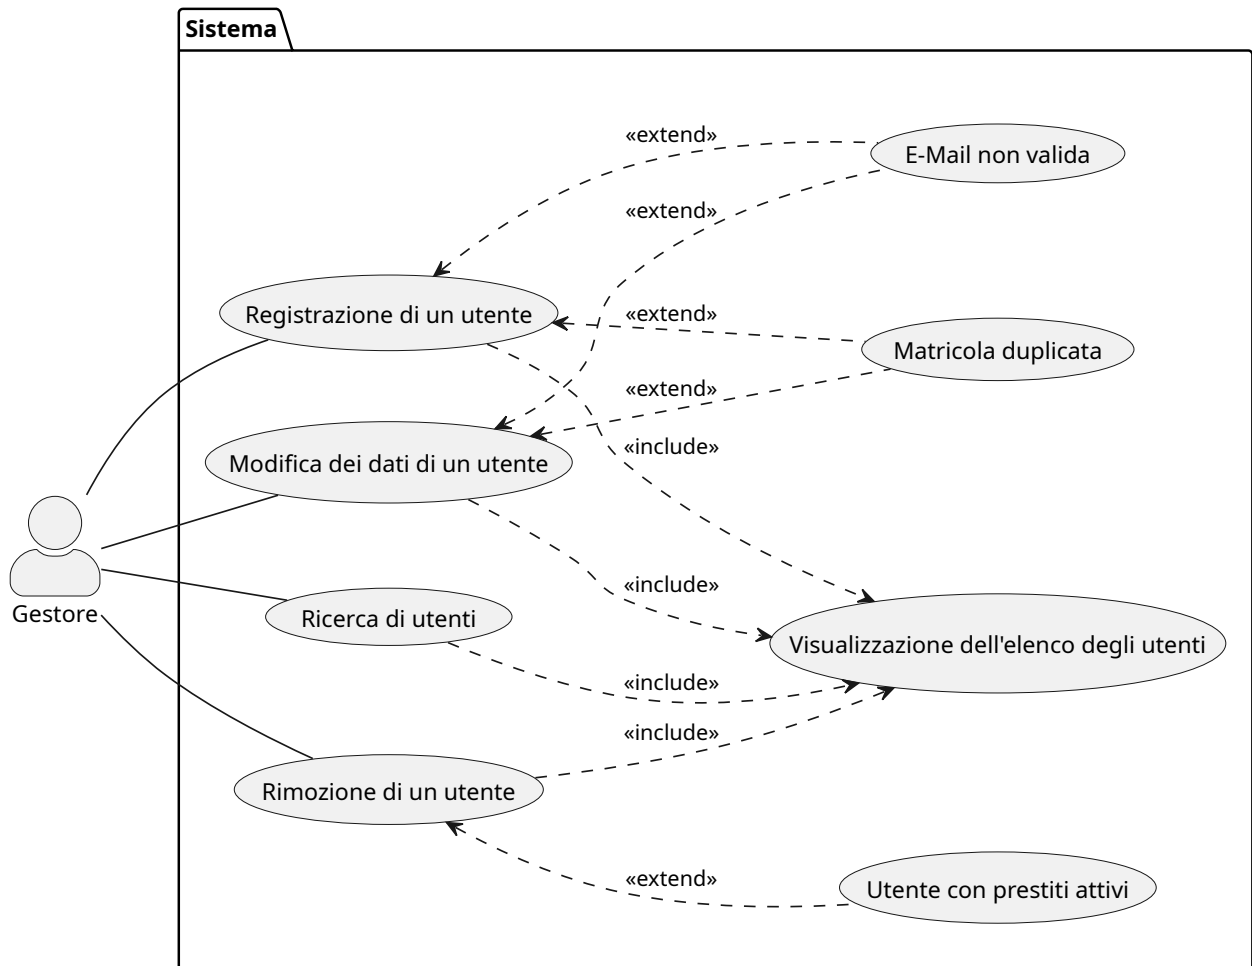 Sistema
«extend»
E-Mail non valida
«extend»
Registrazione di un utente
«extend»
Matricola duplicata
«extend»
«include»
Modifica dei dati di un utente
«include»
Gestore
Ricerca di utenti
Visualizzazione dell'elenco degli utenti
«include»
«include»
Rimozione di un utente
«extend»
Utente con prestiti attivi